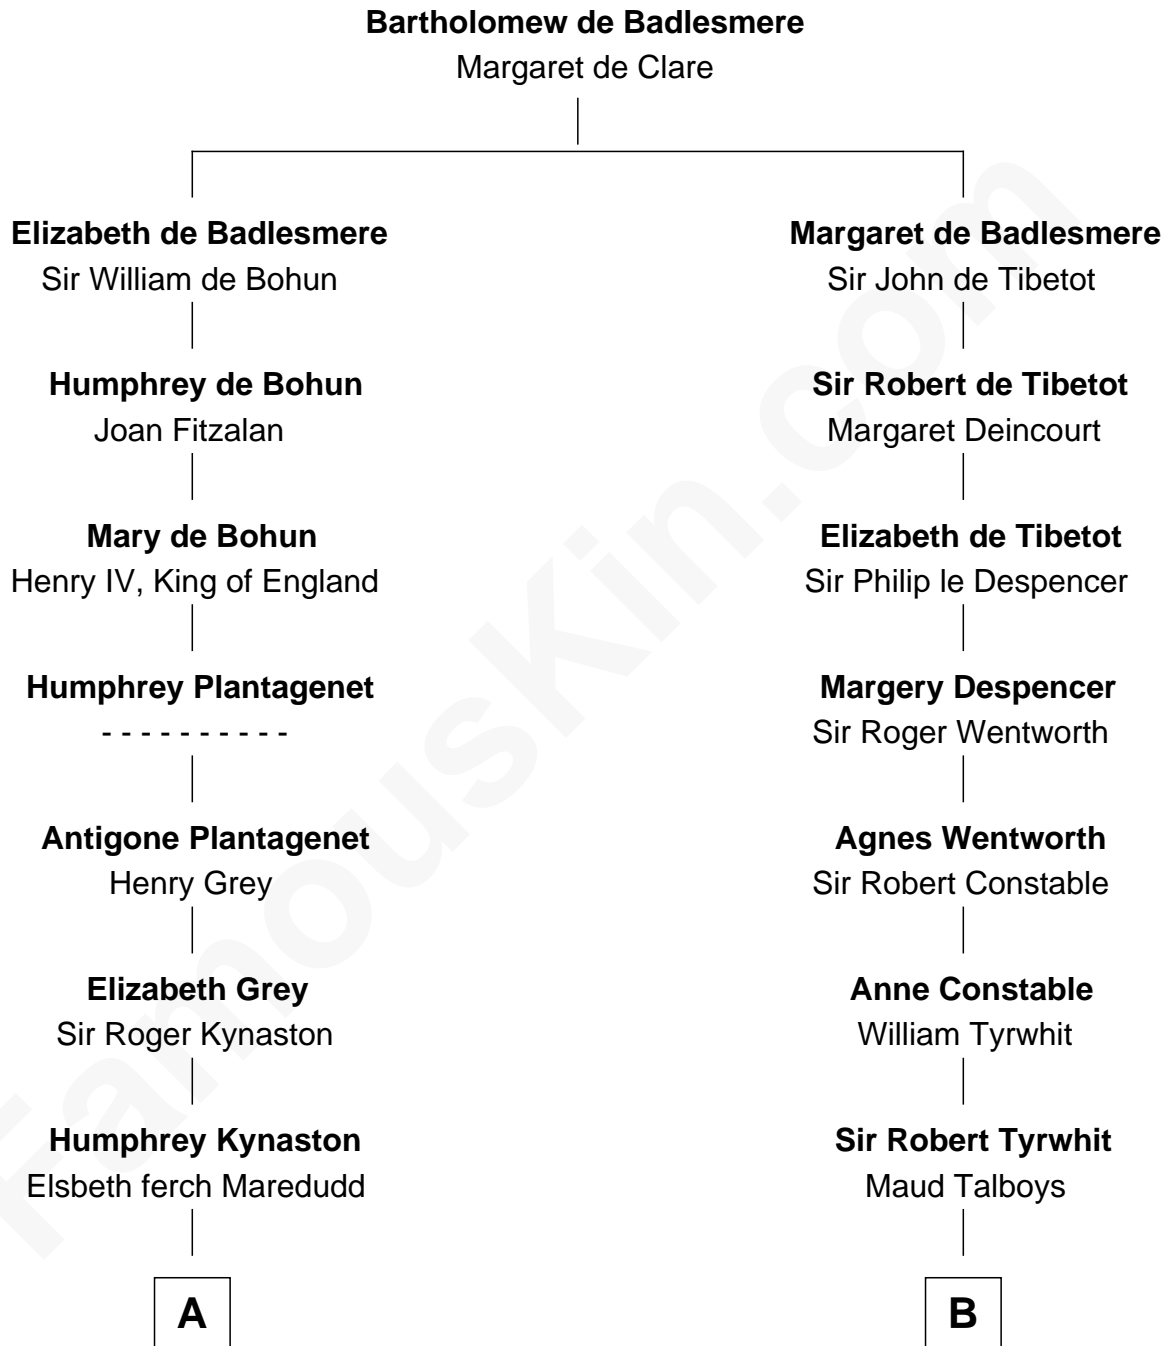 Bartholomew de Badlesmere
Margaret de Clare
Elizabeth de Badlesmere
Sir William de Bohun
Margaret de Badlesmere
Sir John de Tibetot
Humphrey de Bohun
Joan Fitzalan
Sir Robert de Tibetot
Margaret Deincourt
Mary de Bohun
Henry IV, King of England
Elizabeth de Tibetot
Sir Philip le Despencer
Humphrey Plantagenet
- - - - - - - - - -
Margery Despencer
Sir Roger Wentworth
Antigone Plantagenet
Henry Grey
Agnes Wentworth
Sir Robert Constable
Elizabeth Grey
Sir Roger Kynaston
Anne Constable
William Tyrwhit
Humphrey Kynaston
Elsbeth ferch Maredudd
Sir Robert Tyrwhit
Maud Talboys
A
B
FamousKin.com